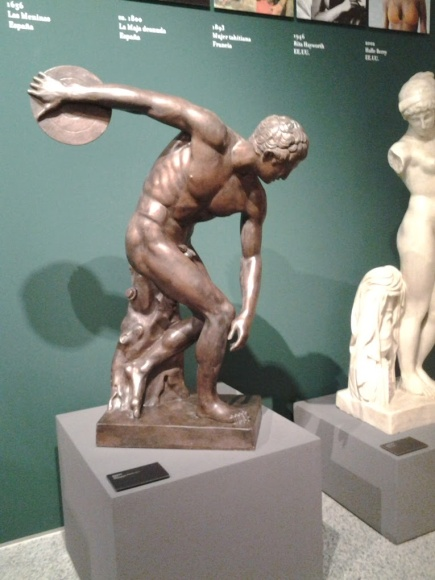 1656
Las Meninas
España
ca. 1800
La Maja desnuda
España
1893
Mujer tahitiana
Francia
1946
Rita Hayworth
EE.UU.
2002
Halle Berry
EE.UU.